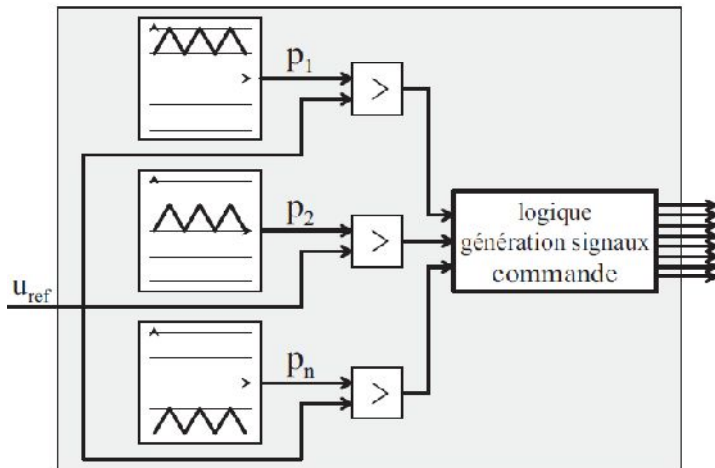 p1
>
p2
>
logique
génération signaux
commande
uref
pn
>